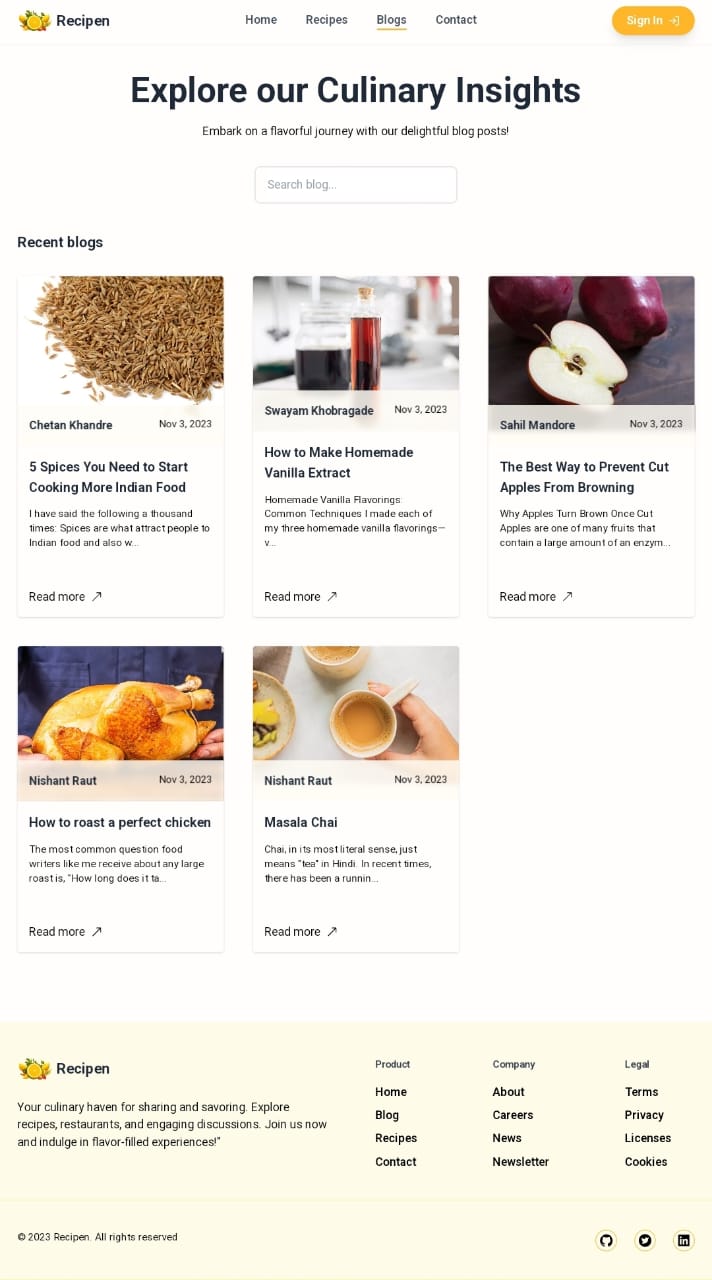 Recipen
Home Recipes Blogs Contact
Sign In
Explore our Culinary Insights
Embark on a flavorful journey with our delightful blog posts!
Search blog...
Recent blogs
Chetan Khandre Nov 3, 2023
5 Spices You Need to Start
Cooking More Indian Food
I have said the following a thousand
times: Spices are what attract people to
Indian food and also w...
Read more
Swayam Khobragade Nov 3, 2023
How to Make Homemade
Vanilla Extract
Homemade Vanilla Flavorings:
Common Techniques I made each of
my three homemade vanilla flavorings—
v...
Read more
Sahil Mandore Nov 3, 2023
The Best Way to Prevent Cut
Apples From Browning
Why Apples Turn Brown Once Cut
Apples are one of many fruits that
contain a large amount of an enzym...
Read more
Nishant Raut Nov 3, 2023
How to roast a perfect chicken
The most common question food
writers like me receive about any large
roast is, "How long does it ta...
Read more
Nishant Raut Nov 3, 2023
Masala Chai
Chai, in its most literal sense, just
means "tea" in Hindi. In recent times,
there has been a runnin...
Read more
Recipen
Your culinary haven for sharing and savoring. Explore
recipes, restaurants, and engaging discussions. Join us now
and indulge in flavor-filled experiences!"
Product
Home
Blog
Recipes
Contact
Company
About
Careers
News
Newsletter
Legal
Terms
Privacy
Licenses
Cookies
© 2023 Recipen. All rights reserved